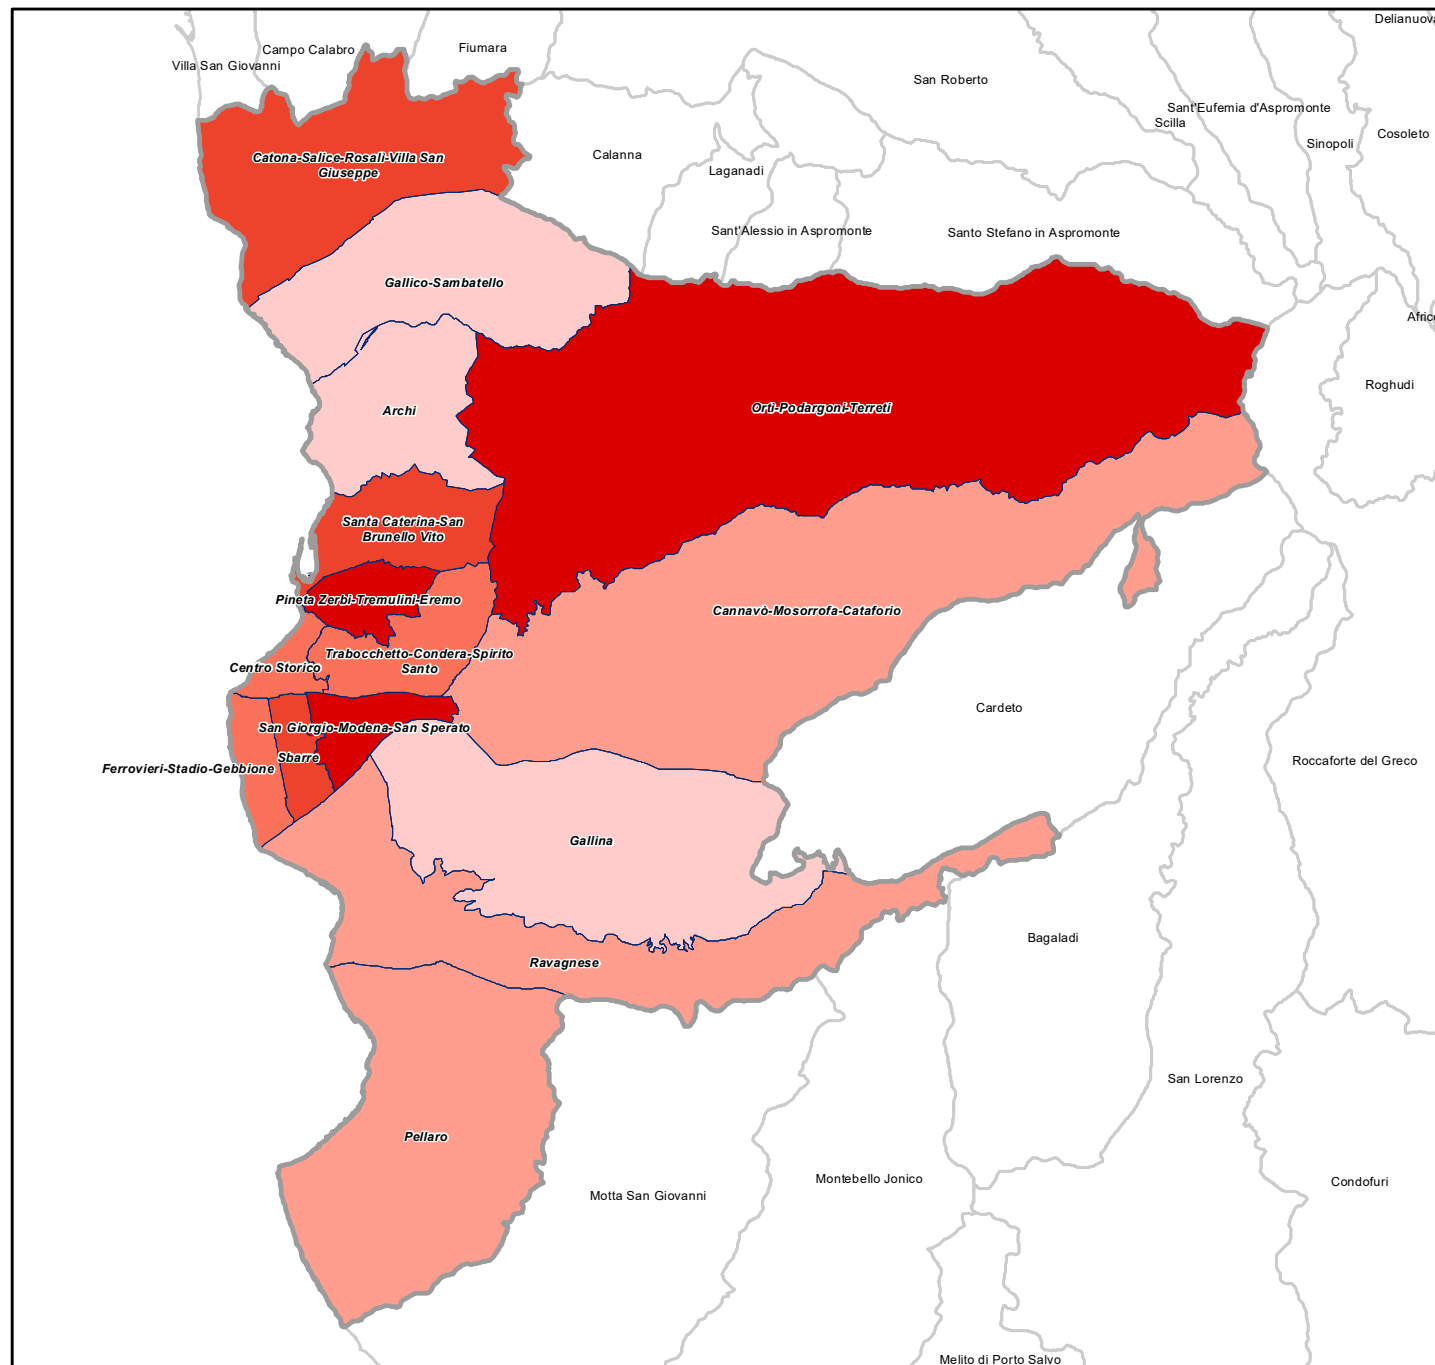 Delianuova
Campo Calabro
Fiumara
Villa San Giovanni
San Roberto
Sant'Eufemia d'Aspromonte
Scilla
Cosoleto
Sinopoli
Calanna
Catona-Salice-Rosali-Villa San
Giuseppe
Laganadi
Sant'Alessio in Aspromonte
Santo Stefano in Aspromonte
Gallico-Sambatello
Africo
Roghudi
Archi
Orti-Podargoni-Terreti
Santa Caterina-San
Brunello Vito
Pineta Zerbi-Tremulini-Eremo
Cannavò-Mosorrofa-Cataforio
Trabocchetto-Condera-Spirito
Santo
Centro Storico
Cardeto
San Giorgio-Modena-San Sperato
Sbarre
Ferrovieri-Stadio-Gebbione
Roccaforte del Greco
Gallina
Bagaladi
Ravagnese
San Lorenzo
Pellaro
Montebello Jonico
Condofuri
Motta San Giovanni
Melito di Porto Salvo